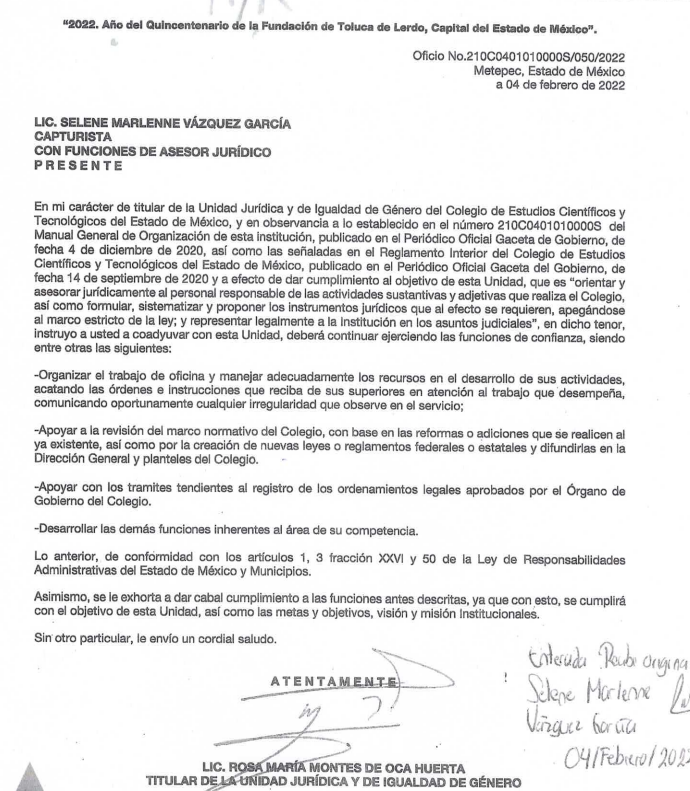 “2022. Año del Quincentenario de la Fundación de Toluca de Lerdo, Capital del Estado de México”.
Oficio No.210C0401010000S/050/2022
Metepec, Estado de México
a 04 de febrero de 2022
LIC. SELENE MARLENNE VÁZQUEZ GARCÍA
CAPTURISTA
CON FUNCIONES DE ASESOR JURÍDICO
P R E S E N T E
En mi carácter de titular de la Unidad Jurídica y de Igualdad de Género del Colegio de Estudios Científicos y
Tecnológicos del Estado de México, y en observancia a lo establecido en el número 210C0401010000S del
Manual General de Organización de esta institución, publicado en el Periódico Oficial Gaceta de Gobierno, de
fecha 4 de diciembre de 2020, así como las señaladas en el Reglamento Interior del Colegio de Estudios
Científicos y Tecnológicos del Estado de México, publicado en el Periódico Oficial Gaceta del Gobierno, de
fecha 14 de septiembre de 2020 y a efecto de dar cumplimiento al objetivo de esta Unidad, que es “orientar y
asesorar jurídicamente al personal responsable de las actividades sustantivas y adjetivas que realiza el Colegio,
así como formular, sistematizar y proponer los instrumentos jurídicos que al efecto se requieren, apegándose
al marco estricto de la ley; y representar legalmente a la Institución en los asuntos judiciales”, en dicho tenor,
instruyo a usted a coadyuvar con esta Unidad, deberá continuar ejerciendo las funciones de confianza, siendo
entre otras las siguientes:
-Organizar el trabajo de oficina y manejar adecuadamente los recursos en el desarrollo de sus actividades,
acatando las órdenes e instrucciones que reciba de sus superiores en atención al trabajo que desempeña,
comunicando oportunamente cualquier irregularidad que observe en el servicio;
-Apoyar a la revisión del marco normativo del Colegio, con base en las reformas o adiciones que se realicen al
ya existente, así como por la creación de nuevas leyes o reglamentos federales o estatales y difundirlas en la
Dirección General y planteles del Colegio.
-Apoyar con los tramites tendientes al registro de los ordenamientos legales aprobados por el Órgano de
Gobierno del Colegio.
-Desarrollar las demás funciones inherentes al área de su competencia.
Lo anterior, de conformidad con los artículos 1, 3 fracción XXVI y 50 de la Ley de Responsabilidades
Administrativas del Estado de México y Municipios.
Asimismo, se le exhorta a dar cabal cumplimiento a las funciones antes descritas, ya que con esto, se cumplirá
con el objetivo de esta Unidad, así como las metas y objetivos, visión y misión Institucionales.
Sin otro particular, le envío un cordial saludo.
A T E N T A M E N T E
LIC. ROSA MARÍA MONTES DE OCA HUERTA
TITULAR DE LA UNIDAD JURÍDICA Y DE IGUALDAD DE GÉNERO
Enterada Recibe origina
Selene Marlenne
Vázquez García
04/Febrero/2022